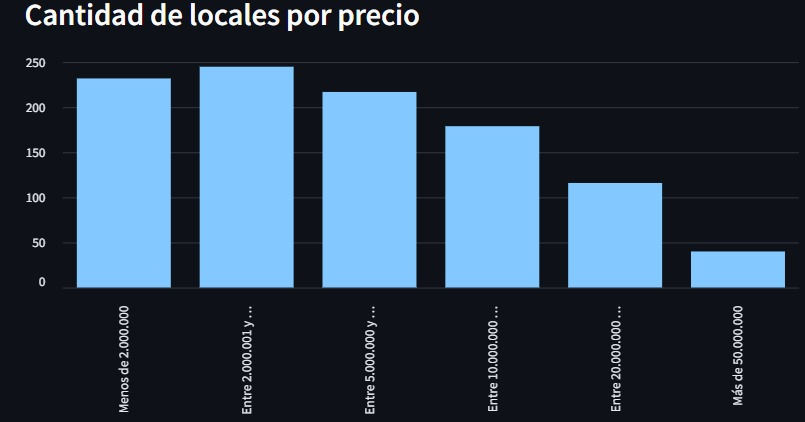 Cantidad de locales por precio
250
200
150
100
50
0
Menos de 2.000.000
Entre 2.000.001 y ...
Entre 5.000.000 y ...
Entre 10.000.000 ...
Entre 20.000.000 ...
Más de 50.000.000